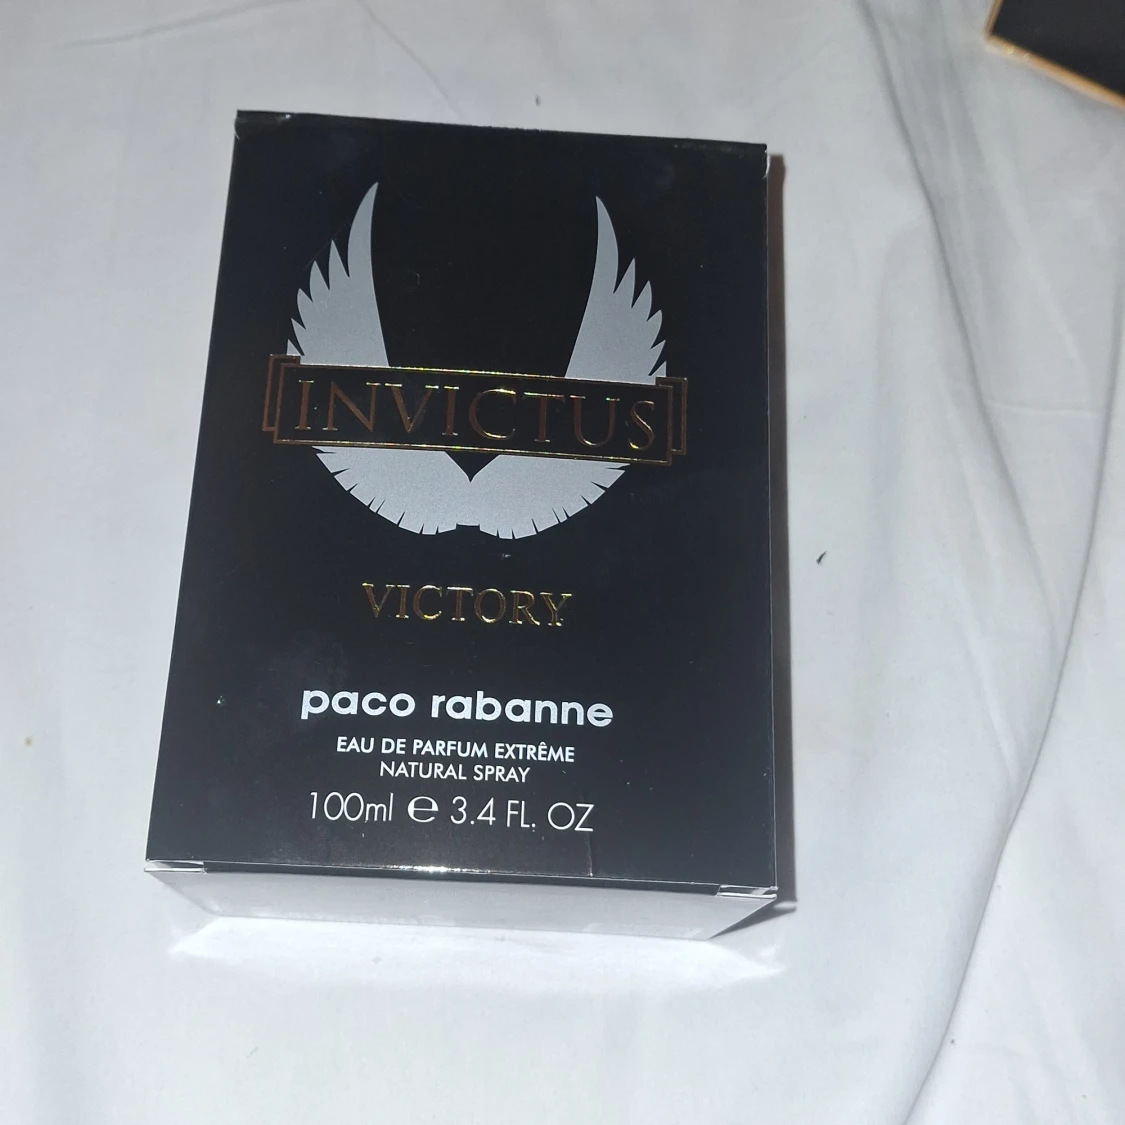 INVICTUS
VICTORY
paco rabanne
EAU DE PARFUM EXTRÊME
NATURAL SPRAY
100ml ℮ 3.4 FL. OZ